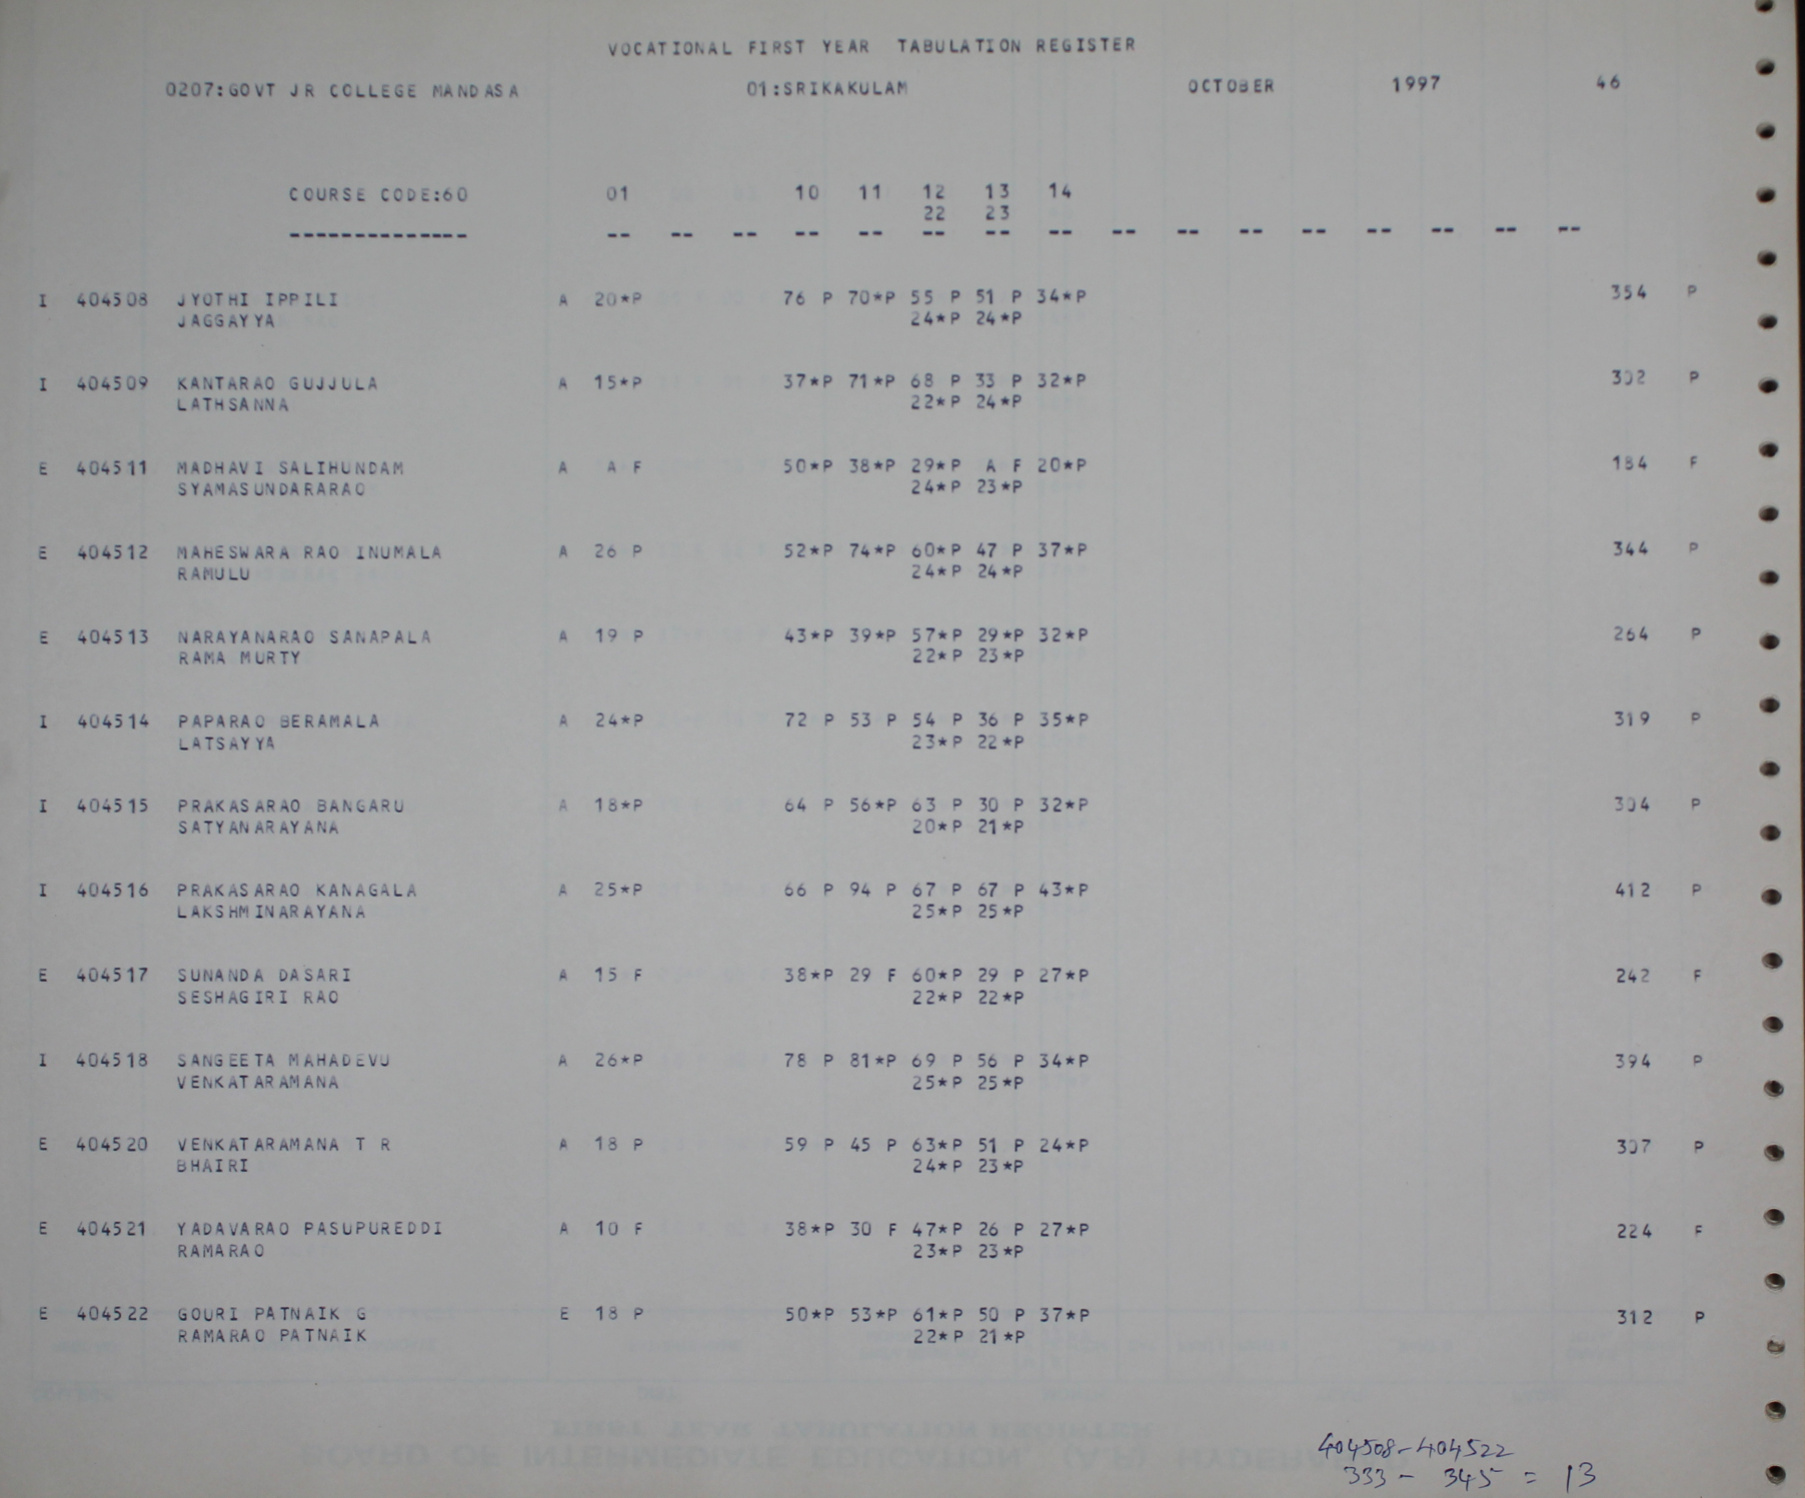 VOCATIONAL FIRST YEAR TABULATION REGISTER
0207:GOVT JR COLLEGE MANDASA 01:SRIKAKULAM OCTOBER 1997 46
COURSE CODE:60 01 10 11 12 13 14
22 23
-------------- -- -- -- -- -- -- -- -- -- -- -- -- -- -- -- --
I 404508 JYOTHI IPPILI A 20*P 76 P 70*P 55 P 51 P 34*P 354 P
JAGGAYYA 24*P 24*P
I 404509 KANTARAO GUJJULA A 15*P 37*P 71*P 68 P 33 P 32*P 302 P
LATHSANNA 22*P 24*P
E 404511 MADHAVI SALIHUNDAM A A F 50*P 38*P 29*P A F 20*P 184 F
SYAMASUNDARARAO 24*P 23*P
E 404512 MAHESWARA RAO INUMALA A 26 P 52*P 74*P 60*P 47 P 37*P 344 P
RAMULU 24*P 24*P
E 404513 NARAYANARAO SANAPALA A 19 P 43*P 39*P 57*P 29*P 32*P 264 P
RAMA MURTY 22*P 23*P
I 404514 PAPARAO BERAMALA A 24*P 72 P 53 P 54 P 36 P 35*P 319 P
LATSAYYA 23*P 22*P
I 404515 PRAKASARAO BANGARU A 18*P 64 P 56*P 63 P 30 P 32*P 304 P
SATYANARAYANA 20*P 21*P
I 404516 PRAKASARAO KANAGALA A 25*P 66 P 94 P 67 P 67 P 43*P 412 P
LAKSHMINARAYANA 25*P 25*P
E 404517 SUNANDA DASARI A 15 F 38*P 29 F 60*P 29 P 27*P 242 F
SESHAGIRI RAO 22*P 22*P
I 404518 SANGEETA MAHADEVU A 26*P 78 P 81*P 69 P 56 P 34*P 394 P
VENKATARAMANA 25*P 25*P
E 404520 VENKATARAMANA T R A 18 P 59 P 45 P 63*P 51 P 24*P 307 P
BHAIRI 24*P 23*P
E 404521 YADAVARAO PASUPUREDDI A 10 F 38*P 30 F 47*P 26 P 27*P 224 F
RAMARAO 23*P 23*P
E 404522 GOURI PATNAIK G E 18 P 50*P 53*P 61*P 50 P 37*P 312 P
RAMARAO PATNAIK 22*P 21*P
404508-404522
333 - 345 = 13